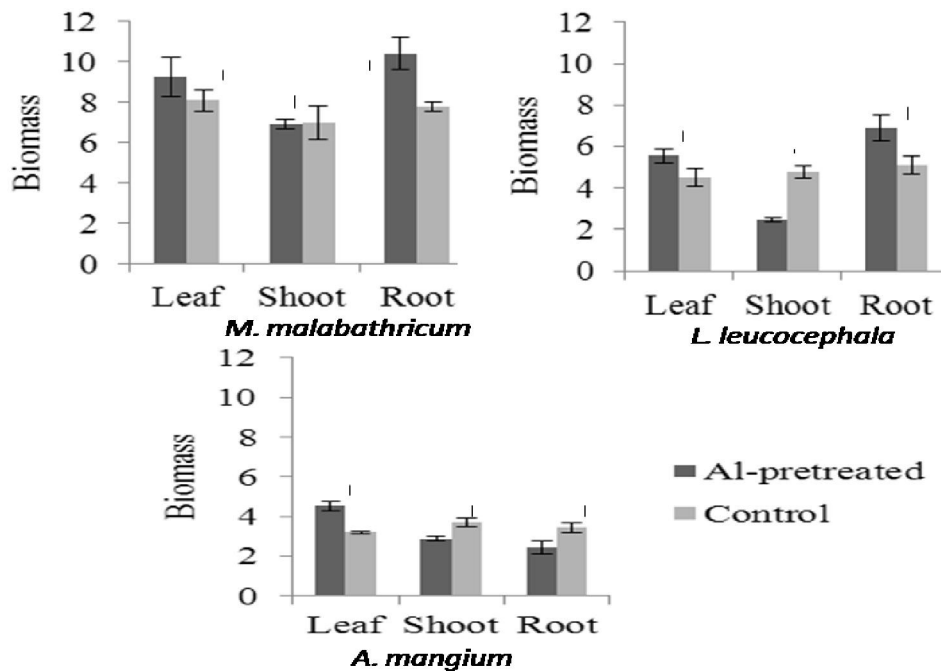 12
10
8
6
4
2
0
Biomass
Leaf Shoot Root
M. malabathricum
12
10
8
6
4
2
0
Biomass
Leaf Shoot Root
L. leucocephala
12
10
8
6
4
2
0
Biomass
Leaf Shoot Root
A. mangium
Al-pretreated
Control